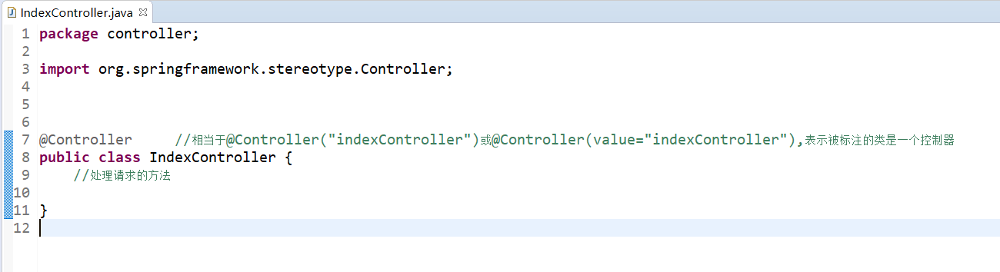 IndexController.java
1 package controller;
2
3 import org.springframework.stereotype.Controller;
4
5
6
7 @Controller     //相当于@Controller("indexController")或@Controller(value="indexController"),表示被标注的类是一个控制器
8 public class IndexController {
9     //处理请求的方法
10
11 }
12